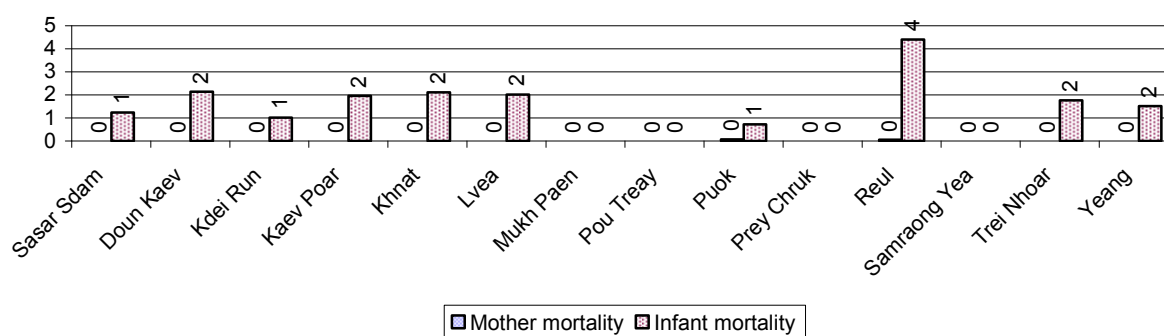 5
4
3
2
1
0
0 1 0 2 0 1 0 2 0 2 0 2 0 0 0 0 0 1 0 0 0 4 0 0 0 2 0 2
Sasar Sdam
Doun Kaev
Kdei Run
Kaev Poar
Khnat
Lvea
Mukh Paen
Pou Treay
Puok
Prey Chruk
Reul
Samraong Yea
Trei Nhoar
Yeang
Mother mortality Infant mortality